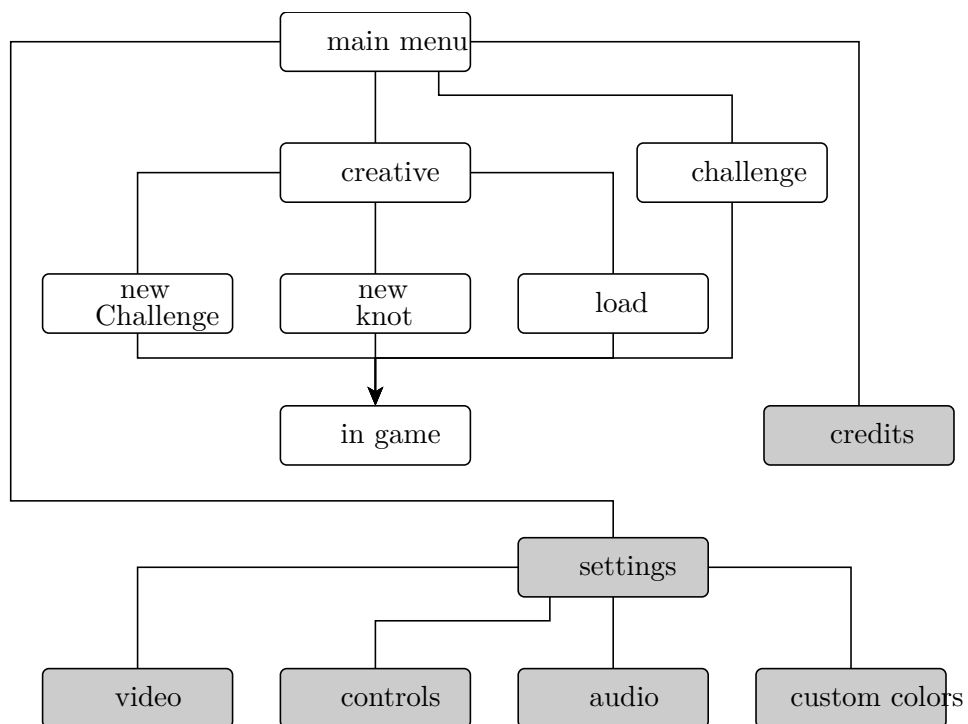 main menu
creative
challenge
new
Challenge
new
knot
load
in game
credits
settings
video
controls
audio
custom colors